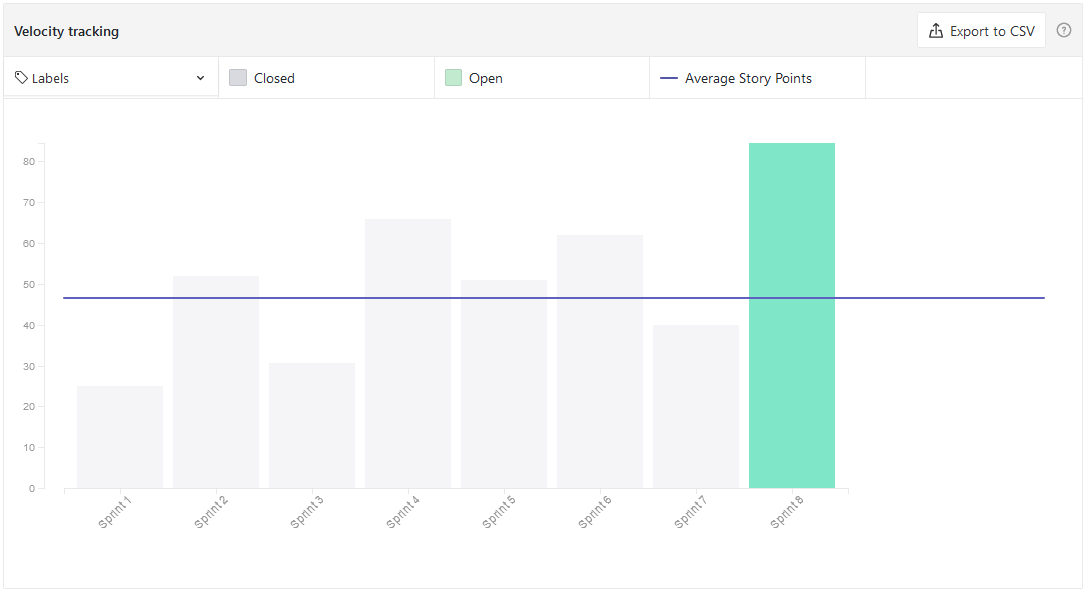 Velocity tracking
Export to CSV
Labels
Closed
Open
Average Story Points
80
70
60
50
40
30
20
10
0
Sprint 1
Sprint 2
Sprint 3
Sprint 4
Sprint 5
Sprint 6
Sprint 7
Sprint 8